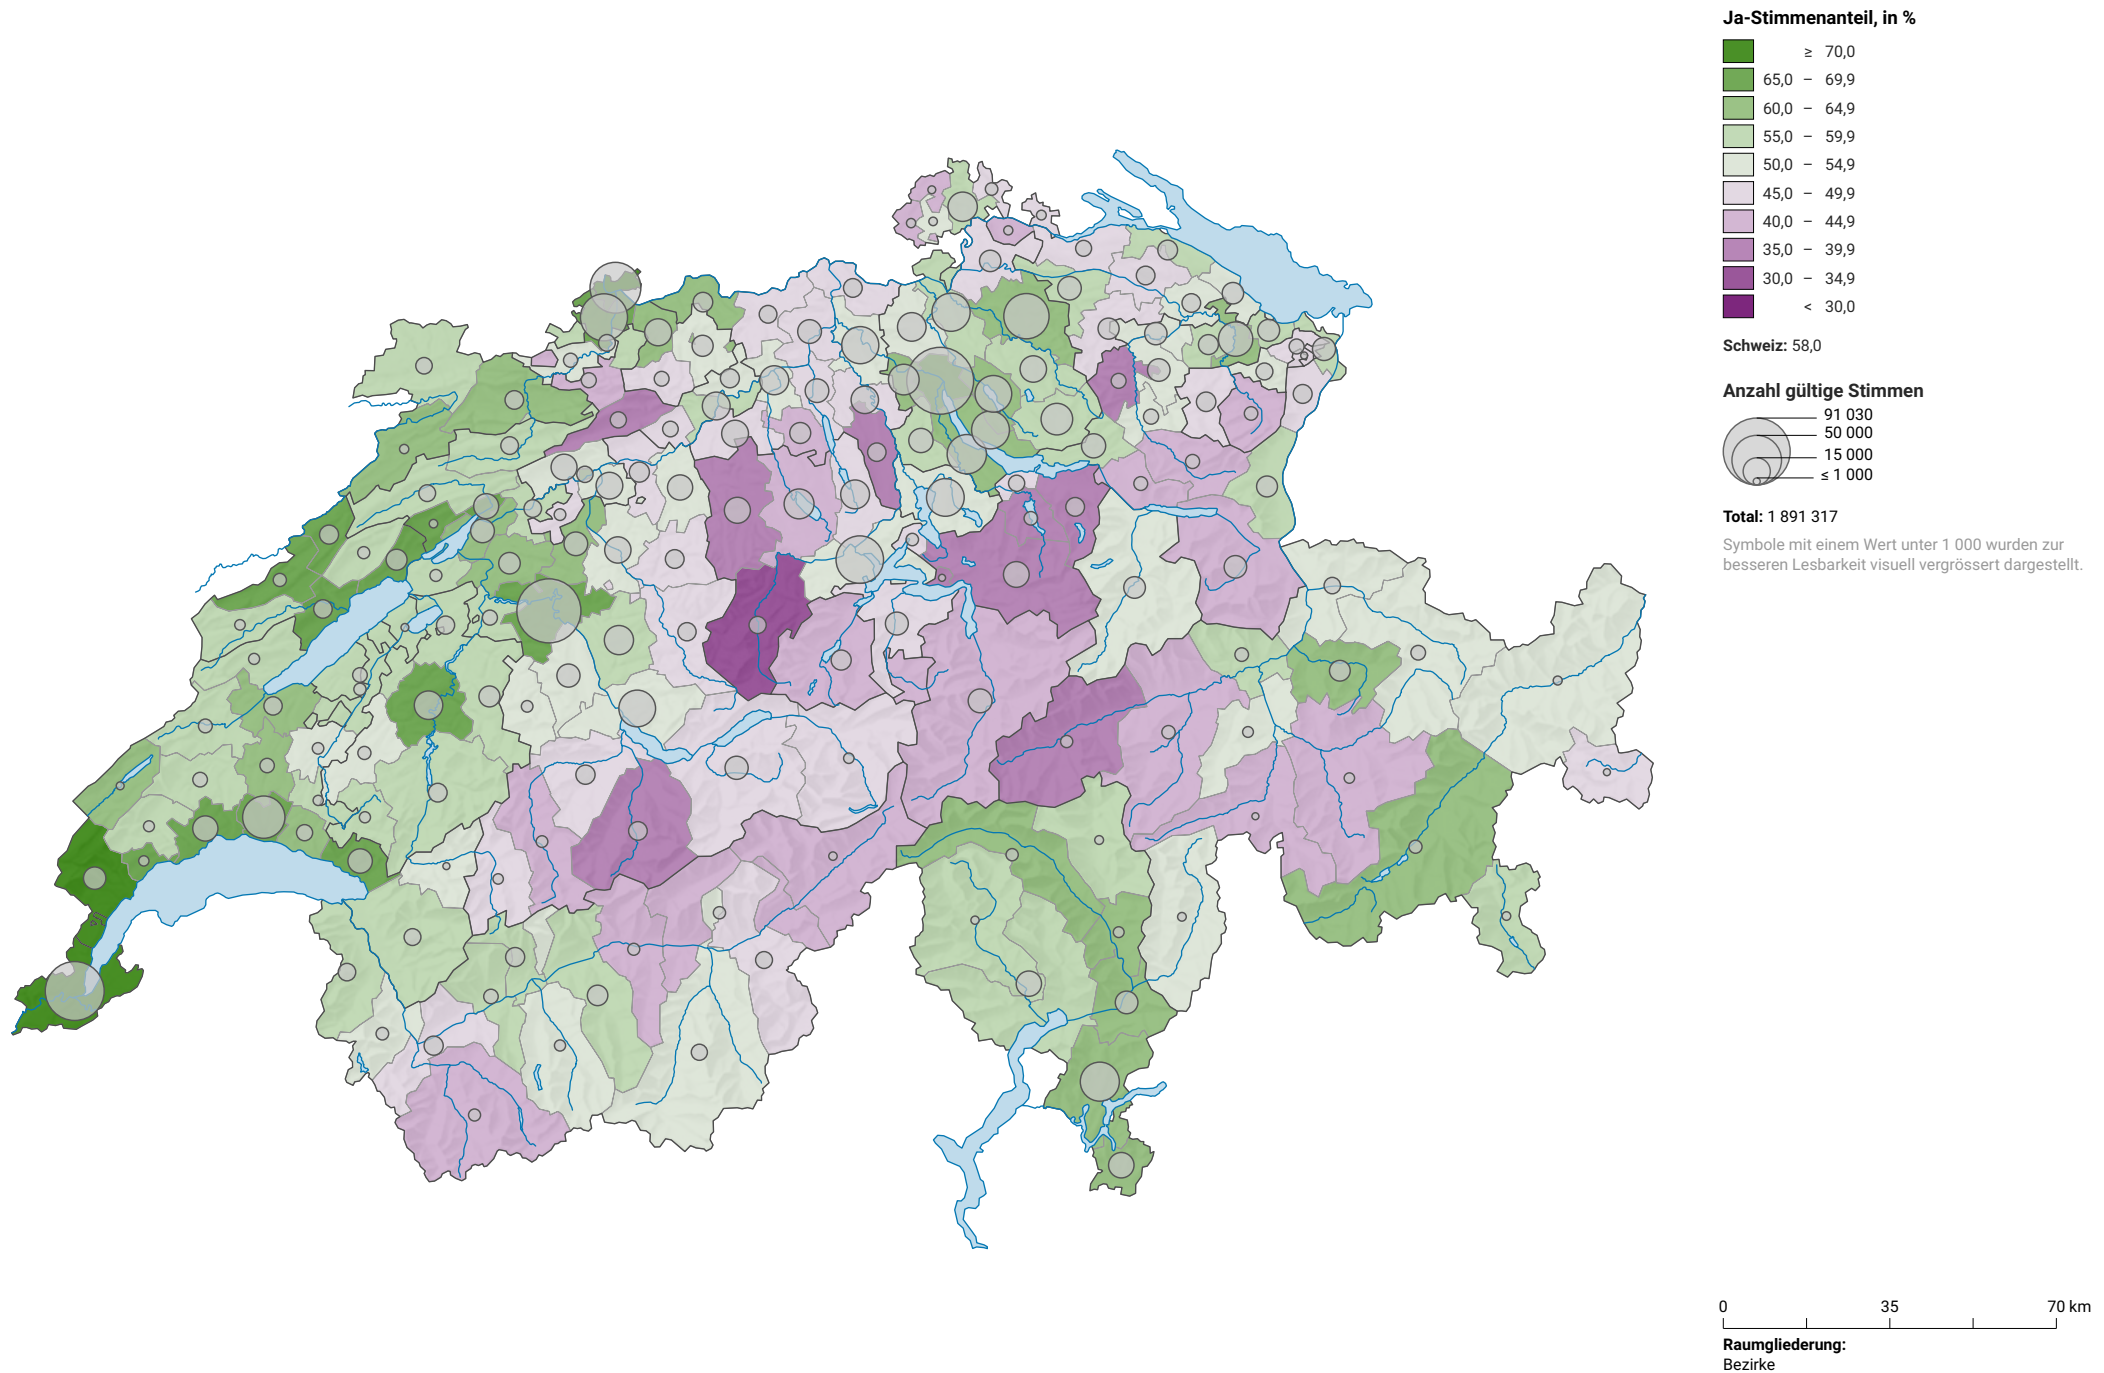 Ja-Stimmenanteil, in %
≥ 70,0
65,0 – 69,9
60,0 – 64,9
55,0 – 59,9
50,0 – 54,9
45,0 – 49,9
40,0 – 44,9
35,0 – 39,9
30,0 – 34,9
< 30,0
Schweiz: 58,0
Anzahl gültige Stimmen
91 030
50 000
15 000
≤ 1 000
Total: 1 891 317
Symbole mit einem Wert unter 1 000 wurden zur
besseren Lesbarkeit visuell vergrössert dargestellt.
0 35 70 km
Raumgliederung:
Bezirke